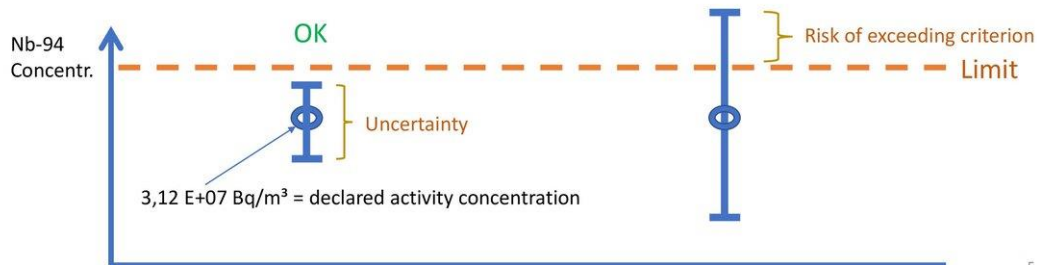 OK
Nb-94
Concentr.
Risk of exceeding criterion
Limit
Uncertainty
3,12 E+07 Bq/m³ = declared activity concentration